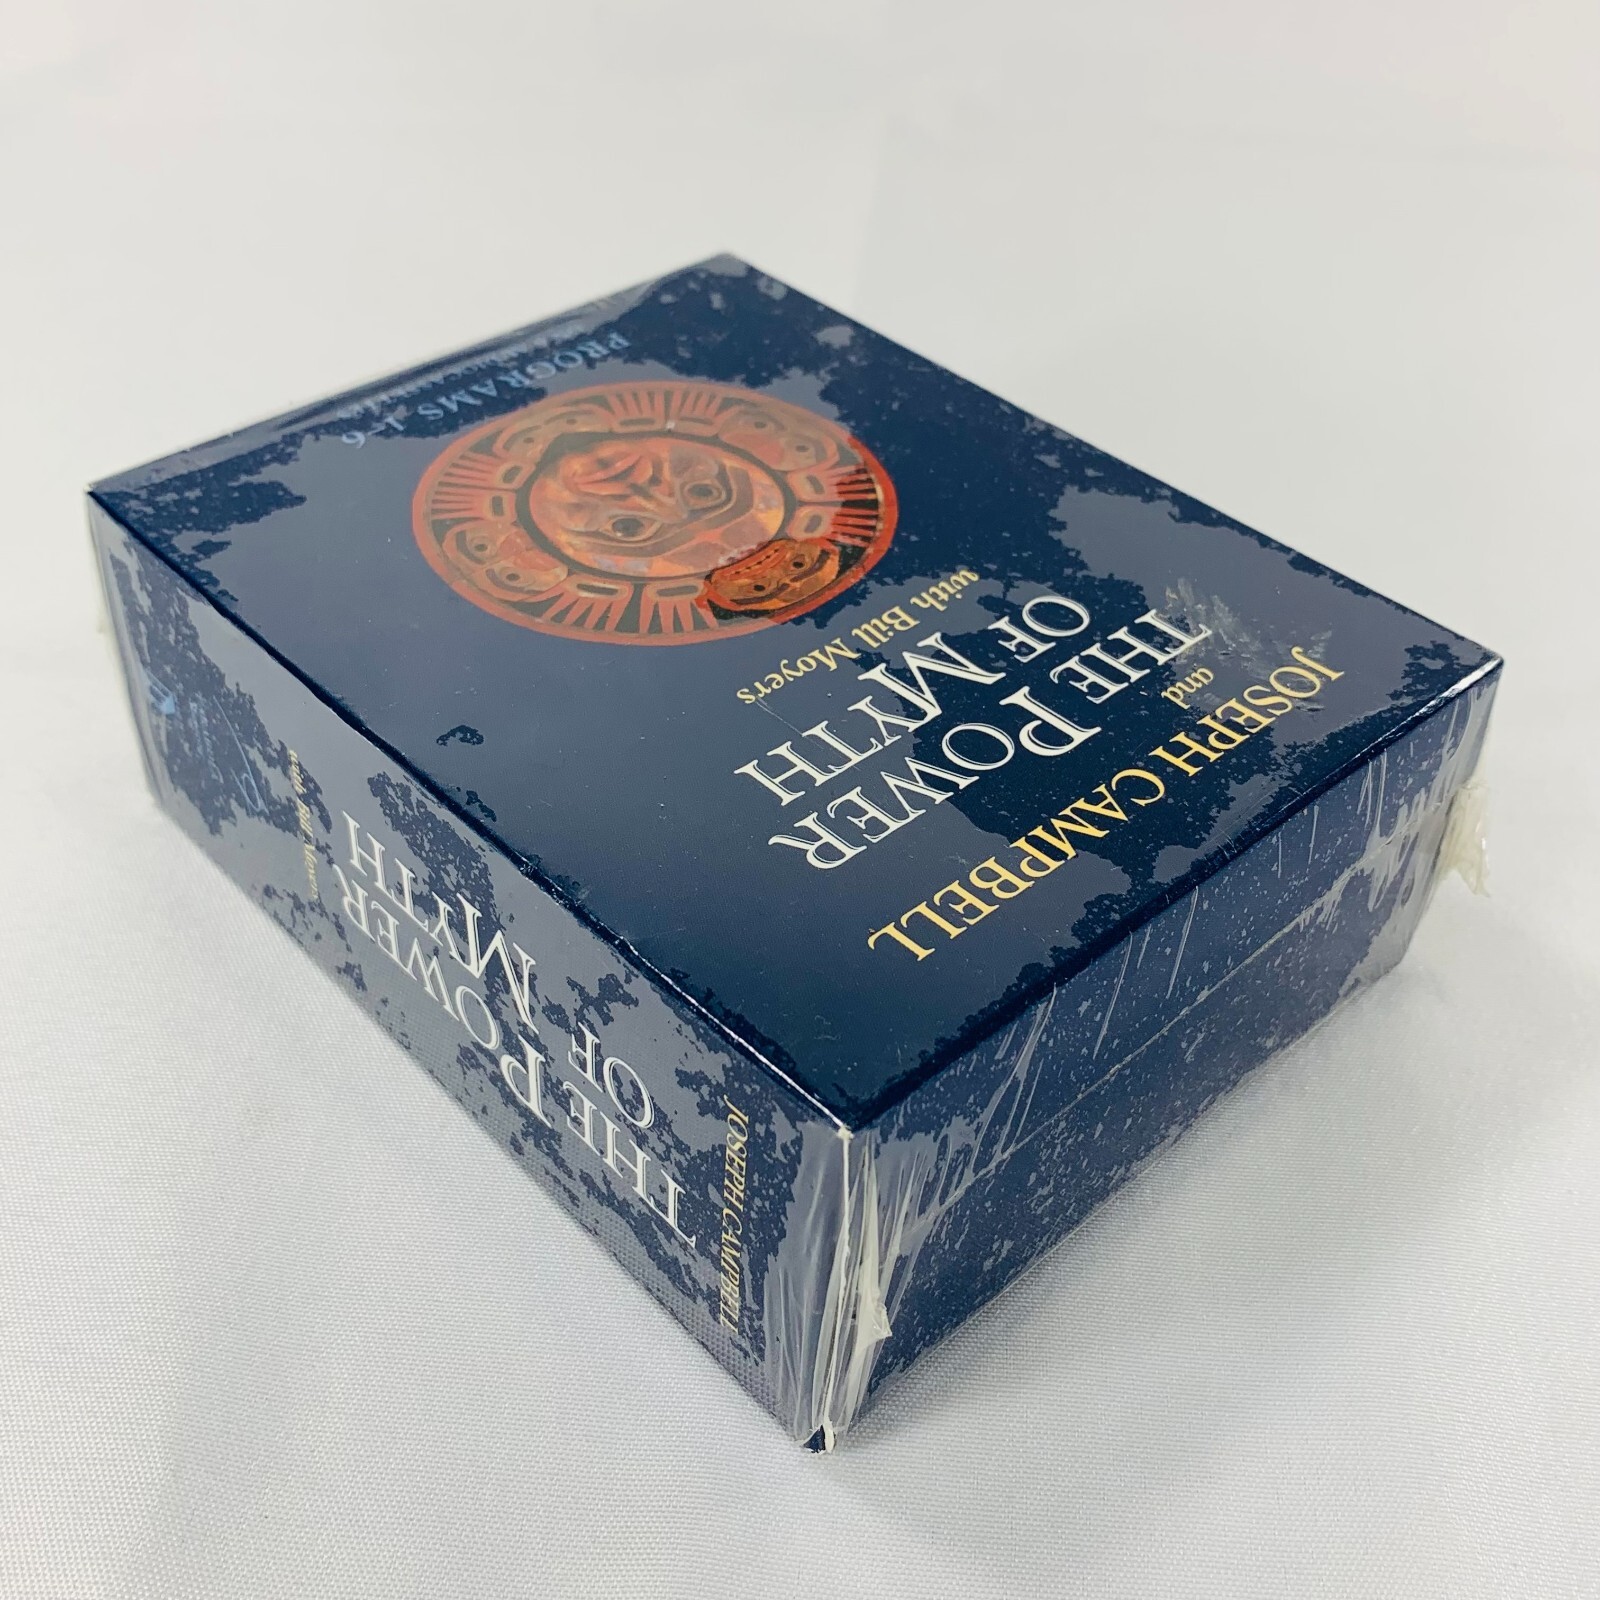 JOSEPH CAMPBELL
and
THE POWER
OF MYTH
with Bill Moyers
PROGRAMS 1–6
JOSEPH CAMPBELL
THE POWER
OF MYTH
with Bill Moyers